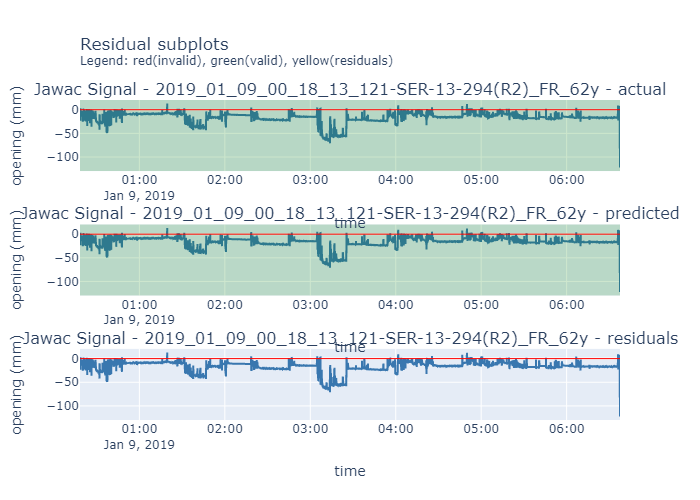 Residual subplots
Legend: red(invalid), green(valid), yellow(residuals)
Jawac Signal - 2019_01_09_00_18_13_121-SER-13-294(R2)_FR_62y - actual
opening (mm)
0
−50
−100
01:00 02:00 03:00 04:00 05:00 06:00
Jan 9, 2019
time
Jawac Signal - 2019_01_09_00_18_13_121-SER-13-294(R2)_FR_62y - predicted
opening (mm)
0
−50
−100
01:00 02:00 03:00 04:00 05:00 06:00
Jan 9, 2019
time
Jawac Signal - 2019_01_09_00_18_13_121-SER-13-294(R2)_FR_62y - residuals
opening (mm)
0
−50
−100
01:00 02:00 03:00 04:00 05:00 06:00
Jan 9, 2019
time